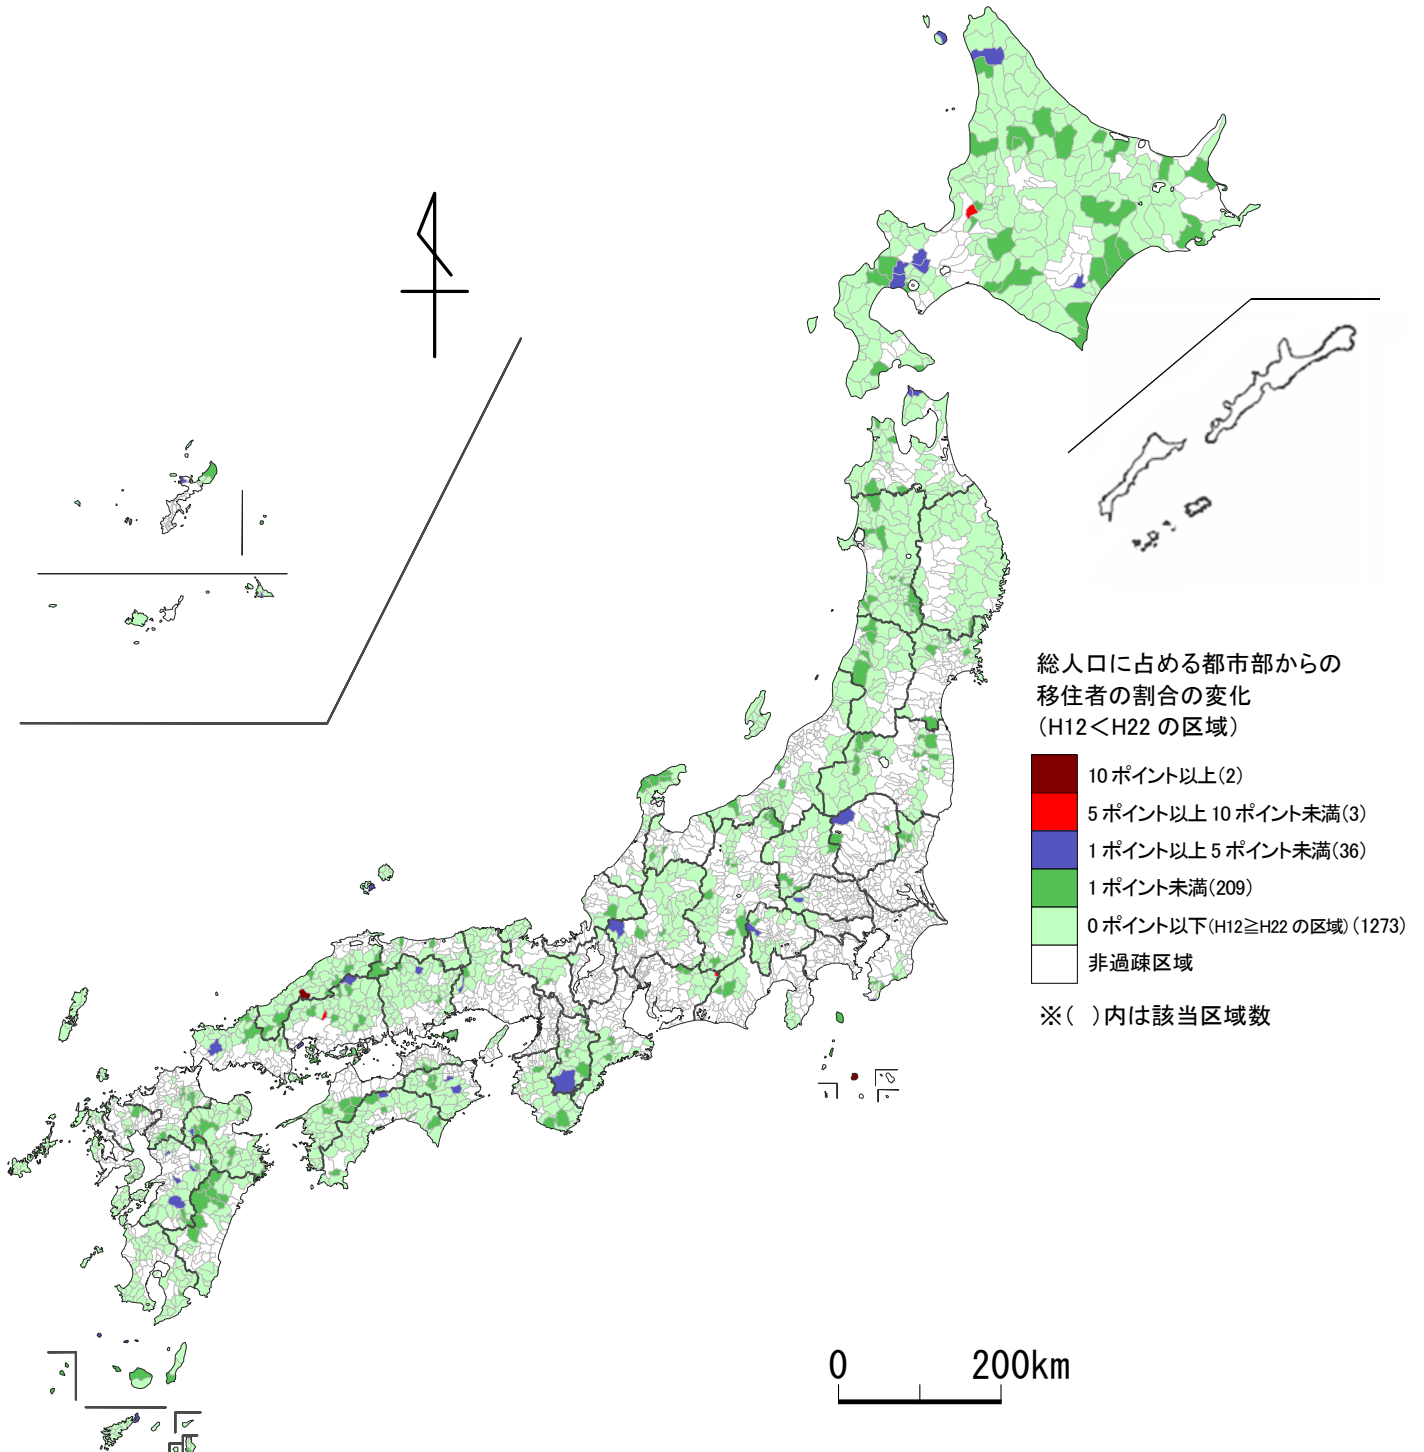 総人口に占める都市部からの
移住者の割合の変化
(H12<H22 の区域)
10 ポイント以上(2)
5 ポイント以上 10 ポイント未満(3)
1 ポイント以上 5 ポイント未満(36)
1 ポイント未満(209)
0 ポイント以下(H12≧H22 の区域)(1273)
非過疎区域
※( )内は該当区域数
0 200km